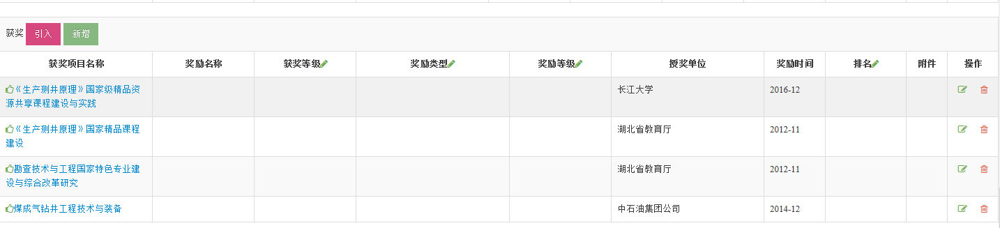 获奖 引入 新增
获奖项目名称 奖励名称 获奖等级 奖励类型 奖励等级 授奖单位 奖励时间 排名 附件 操作
《生产测井原理》国家级精品资 长江大学 2016-12
源共享课程建设与实践
《生产测井原理》国家精品课程 湖北省教育厅 2012-11
建设
勘查技术与工程国家特色专业建 湖北省教育厅 2012-11
设与综合改革研究
煤成气钻井工程技术与装备 中石油集团公司 2014-12